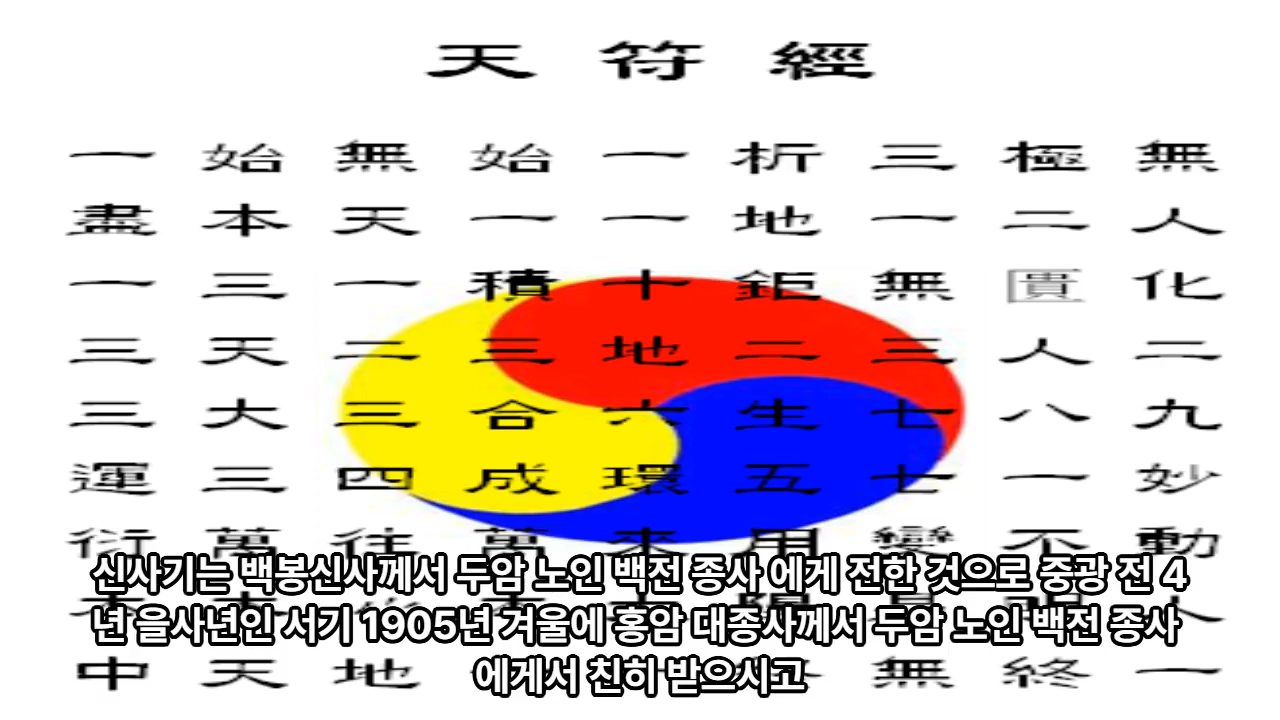 天 符 經
一 始 無 始 一 析 三 極 無
盡 本 天 一 一 地 一 二 人
一 三 一 積 十 鉅 無 匱 化
三 天 二 三 地 二 三 人 二
三 大 三 合 六 生 七 八 九
運 三 四 成 環 五 七 一 妙
衍 萬 往 萬 來 用 變 不 動
신사기는 백봉신사께서 두암 노인 백전 종사 에게 전한 것으로 중광 전 4
년 을사년인 서기 1905년 겨울에 홍암 대종사께서 두암 노인 백전 종사
에게서 친히 받으시고
中 天 地 無 終 一